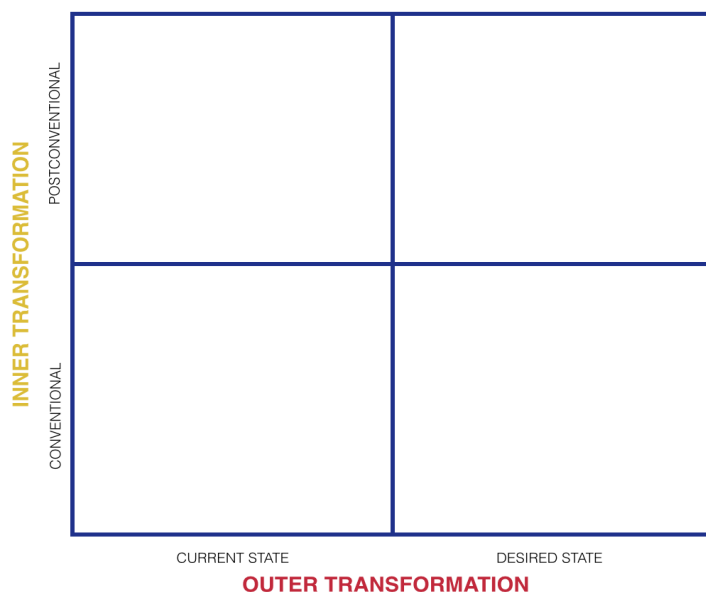 INNER TRANSFORMATION
POSTCONVENTIONAL
CONVENTIONAL
CURRENT STATE
DESIRED STATE
OUTER TRANSFORMATION